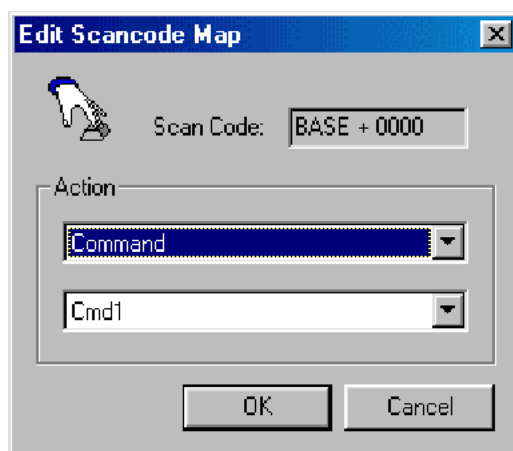 Edit Scancode Map
Scan Code: BASE + 0000
Action
Command
Cmd1
OK Cancel